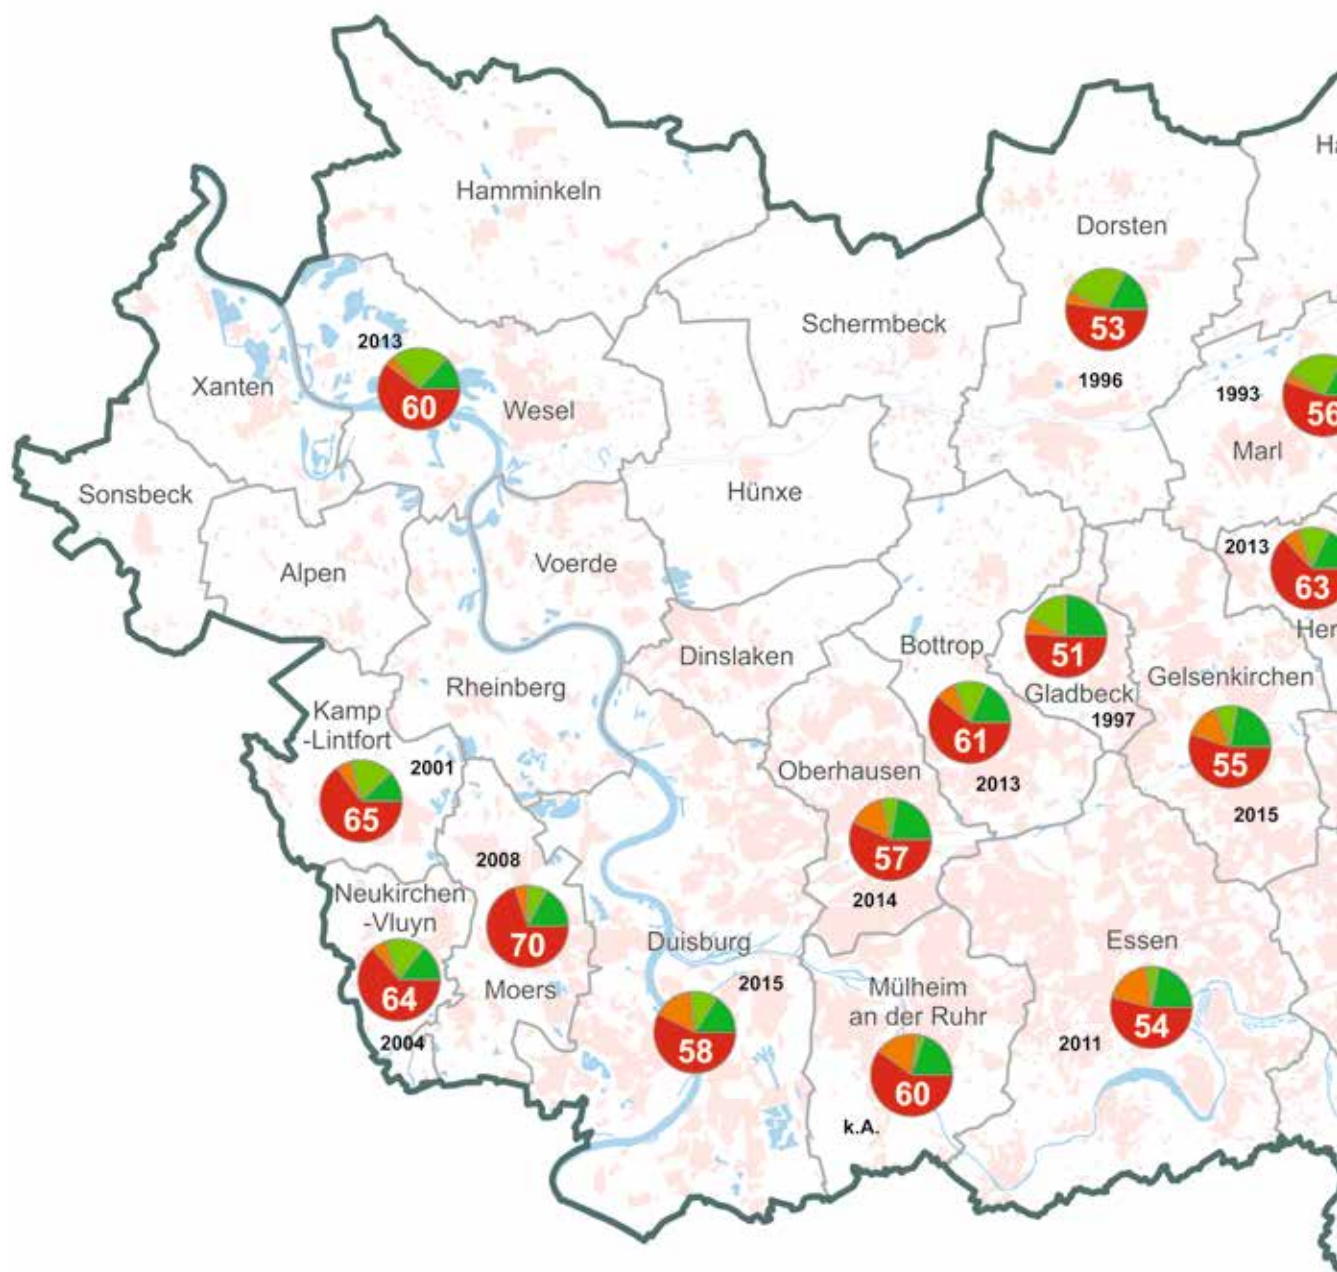 Ha
Hamminkeln
Dorsten
Schermbeck
53
2013
1996
1993
56
Xanten
60
Wesel
Marl
Sonsbeck
Hünxe
2013
63
Her
Alpen
Voerde
51
Bottrop
Gladbeck
1997
Dinslaken
Rheinberg
Gelsenkirchen
55
2015
Kamp
-Lintfort
2001
65
61
2013
Oberhausen
57
2014
2008
Neukirchen
-Vluyn
64
2004
70
Moers
Duisburg
2015
58
Mülheim
an der Ruhr
60
k.A.
Essen
54
2011